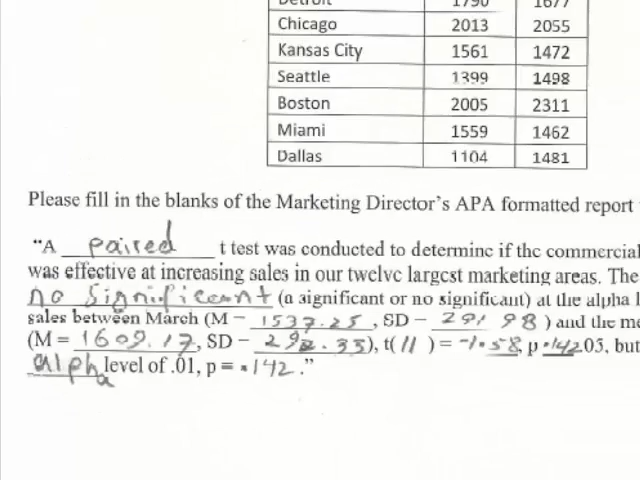 Detroit 1790 1677
Chicago 2013 2055
Kansas City 1561 1472
Seattle 1399 1498
Boston 2005 2311
Miami 1559 1462
Dallas 1104 1481
Please fill in the blanks of the Marketing Director's APA formatted report
"A paired t test was conducted to determine if the commercial
was effective at increasing sales in our twelve largest marketing areas. The
no significant (a significant or no significant) at the alpha l
sales between March (M = 1537.25, SD = 291.98) and the m
(M = 1609.17, SD = 292.33), t(11) = -1.58, p .142 .05, but
alpha level of .01, p = .142."